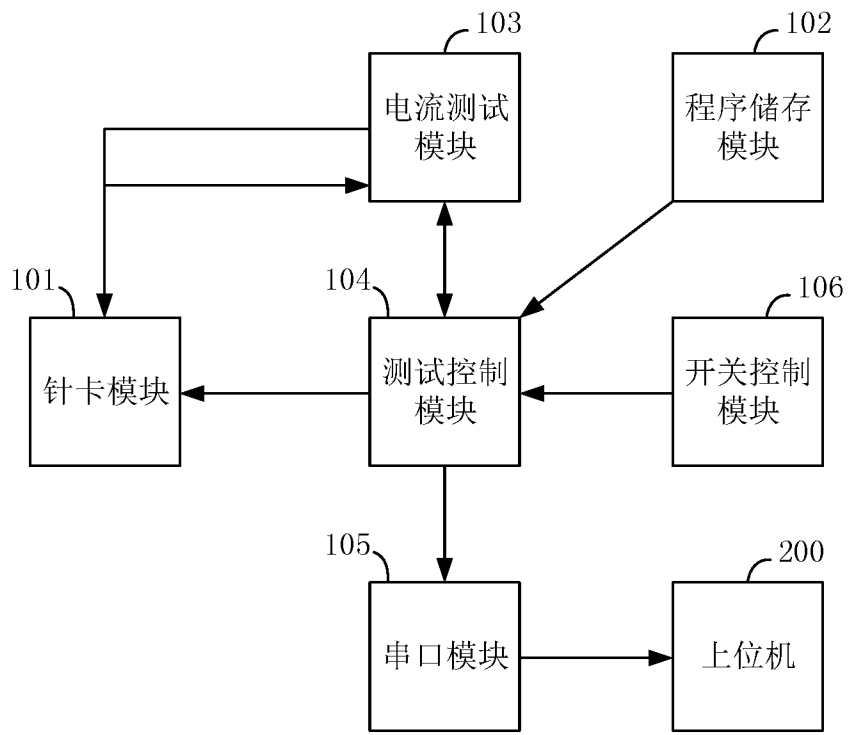 103
102
电流测试
模块
程序储存
模块
101
104
106
针卡模块
测试控制
模块
开关控制
模块
105
200
串口模块
上位机